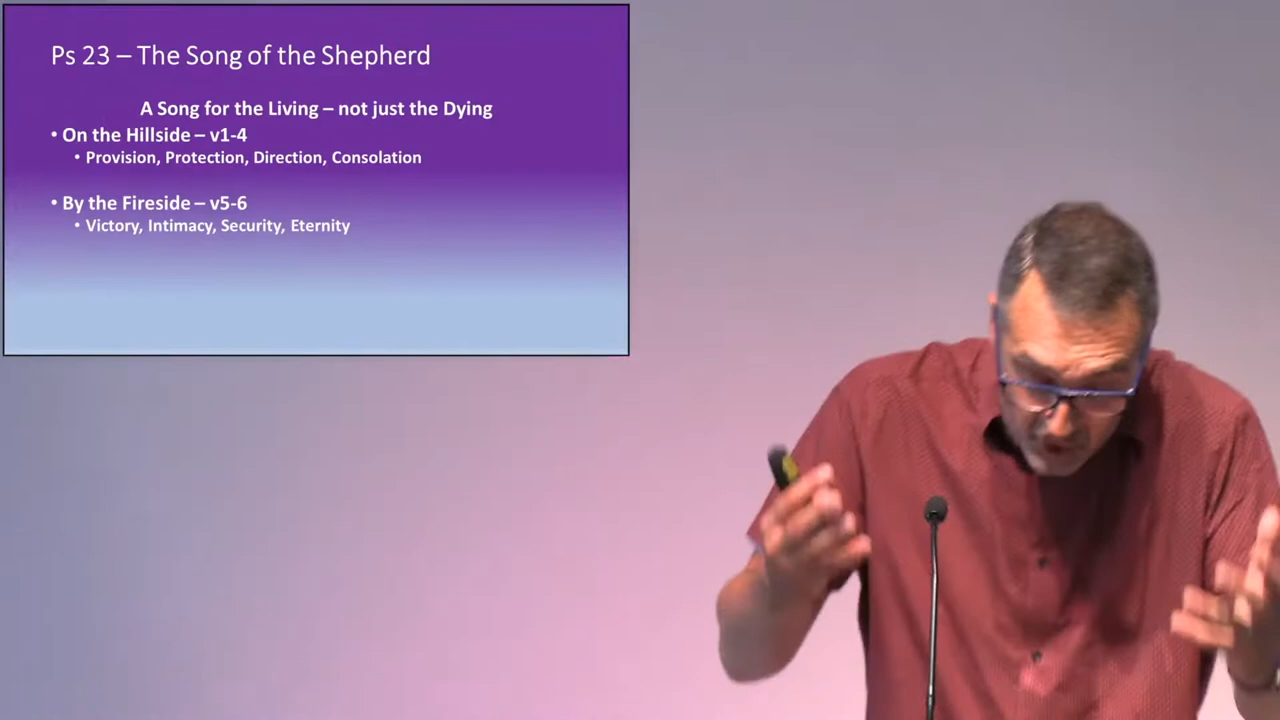 Ps 23 – The Song of the Shepherd
A Song for the Living – not just the Dying
• On the Hillside – v1-4
• Provision, Protection, Direction, Consolation
• By the Fireside – v5-6
• Victory, Intimacy, Security, Eternity